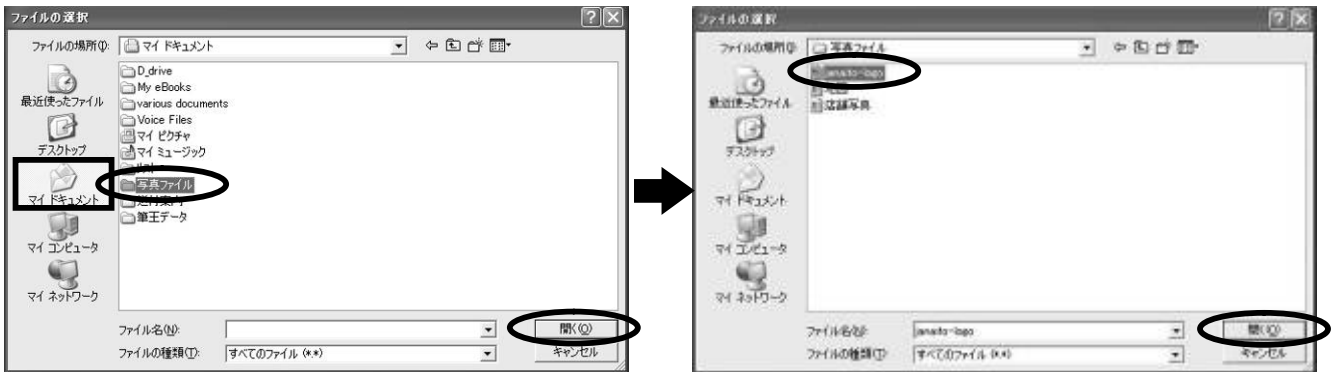 ファイルの選択
ファイルの場所(I):
マイ ドキュメント
最近使ったファイル
デスクトップ
マイ ドキュメント
マイ コンピュータ
マイ ネットワーク
D_drive
My eBooks
various documents
Voice Files
マイ ピクチャ
マイ ミュージック
写真ファイル
筆王データ
ファイル名(N):
開く(O)
ファイルの種類(T):
すべてのファイル (*.*)
キャンセル
ファイルの選択
ファイルの場所(I):
写真ファイル
最近使ったファイル
デスクトップ
マイ ドキュメント
マイ コンピュータ
マイ ネットワーク
店舗写真
ファイル名(N):
開く(O)
ファイルの種類(T):
すべてのファイル (*.*)
キャンセル